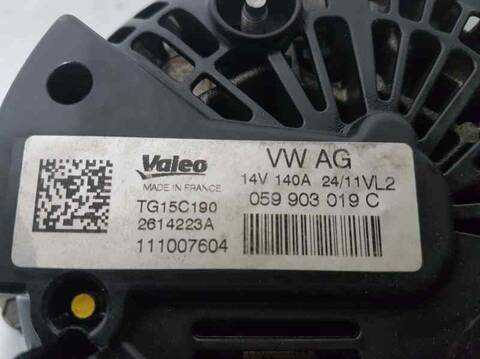 Valeo
MADE IN FRANCE
TG15C190
2614223A
111007604
VW AG
14V 140A 24/11VL2
059 903 019 C